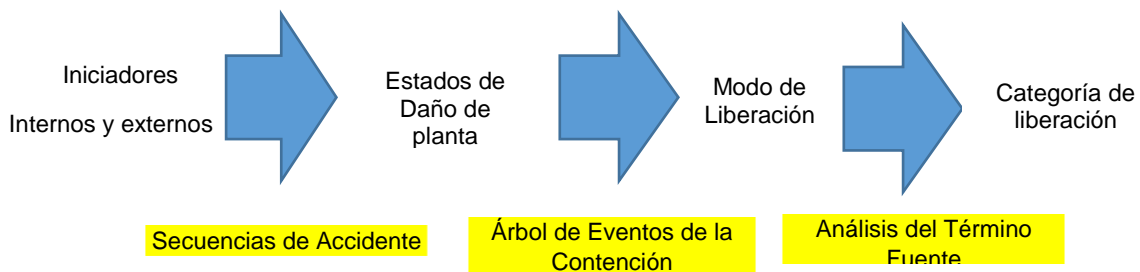 Iniciadores
Internos y externos
Estados de
Daño de
planta
Modo de
Liberación
Categoría de
liberación
Secuencias de Accidente
Árbol de Eventos de la
Contención
Análisis del Término
Fuente